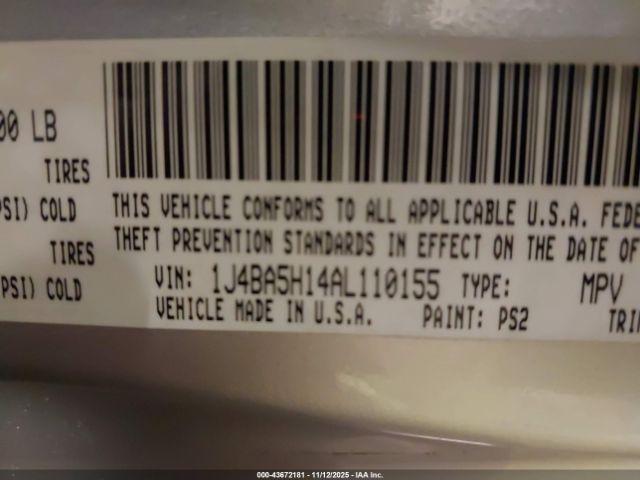 00 LB
TIRES
PSI) COLD
TIRES
PSI) COLD
THIS VEHICLE CONFORMS TO ALL APPLICABLE U.S.A. FEDE
THEFT PREVENTION STANDARDS IN EFFECT ON THE DATE OF
VIN: 1J4BA5H14AL110155 TYPE: MPV
VEHICLE MADE IN U.S.A. PAINT: PS2 TRIM
000-43672181 - 11/12/2025 - IAA Inc.